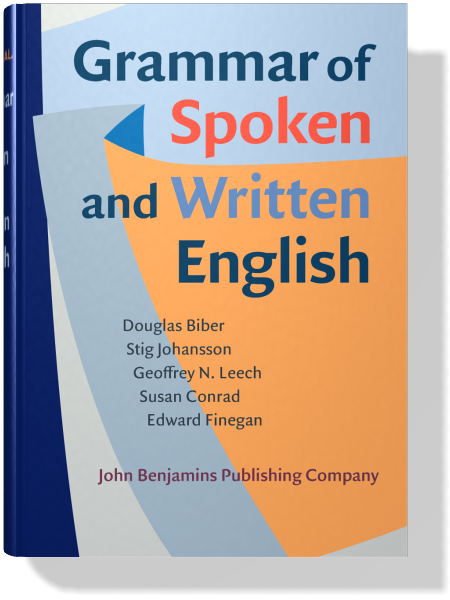 Grammar of
Spoken
and Written
English
Douglas Biber
Stig Johansson
Geoffrey N. Leech
Susan Conrad
Edward Finegan
John Benjamins Publishing Company